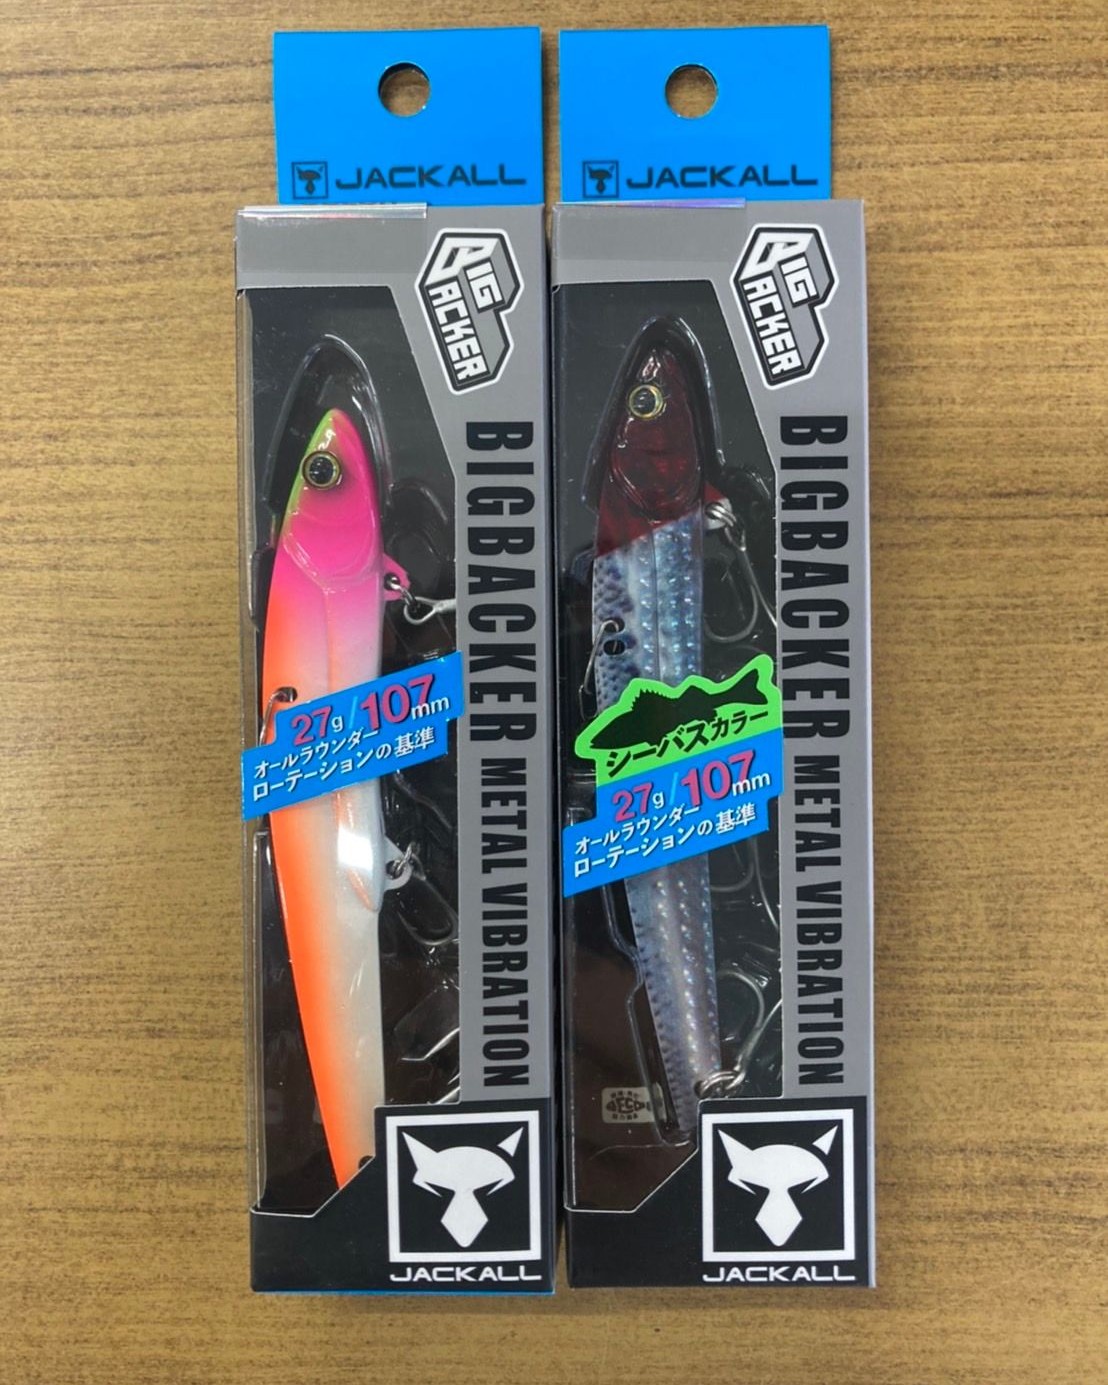 JACKALL
BIG
BACKER
BIGBACKER METAL VIBRATION
27g/107mm
オールラウンダー
ローテーションの基準
JACKALL
JACKALL
BIG
BACKER
BIGBACKER METAL VIBRATION
シーバスカラー
27g/107mm
オールラウンダー
ローテーションの基準
JACKALL